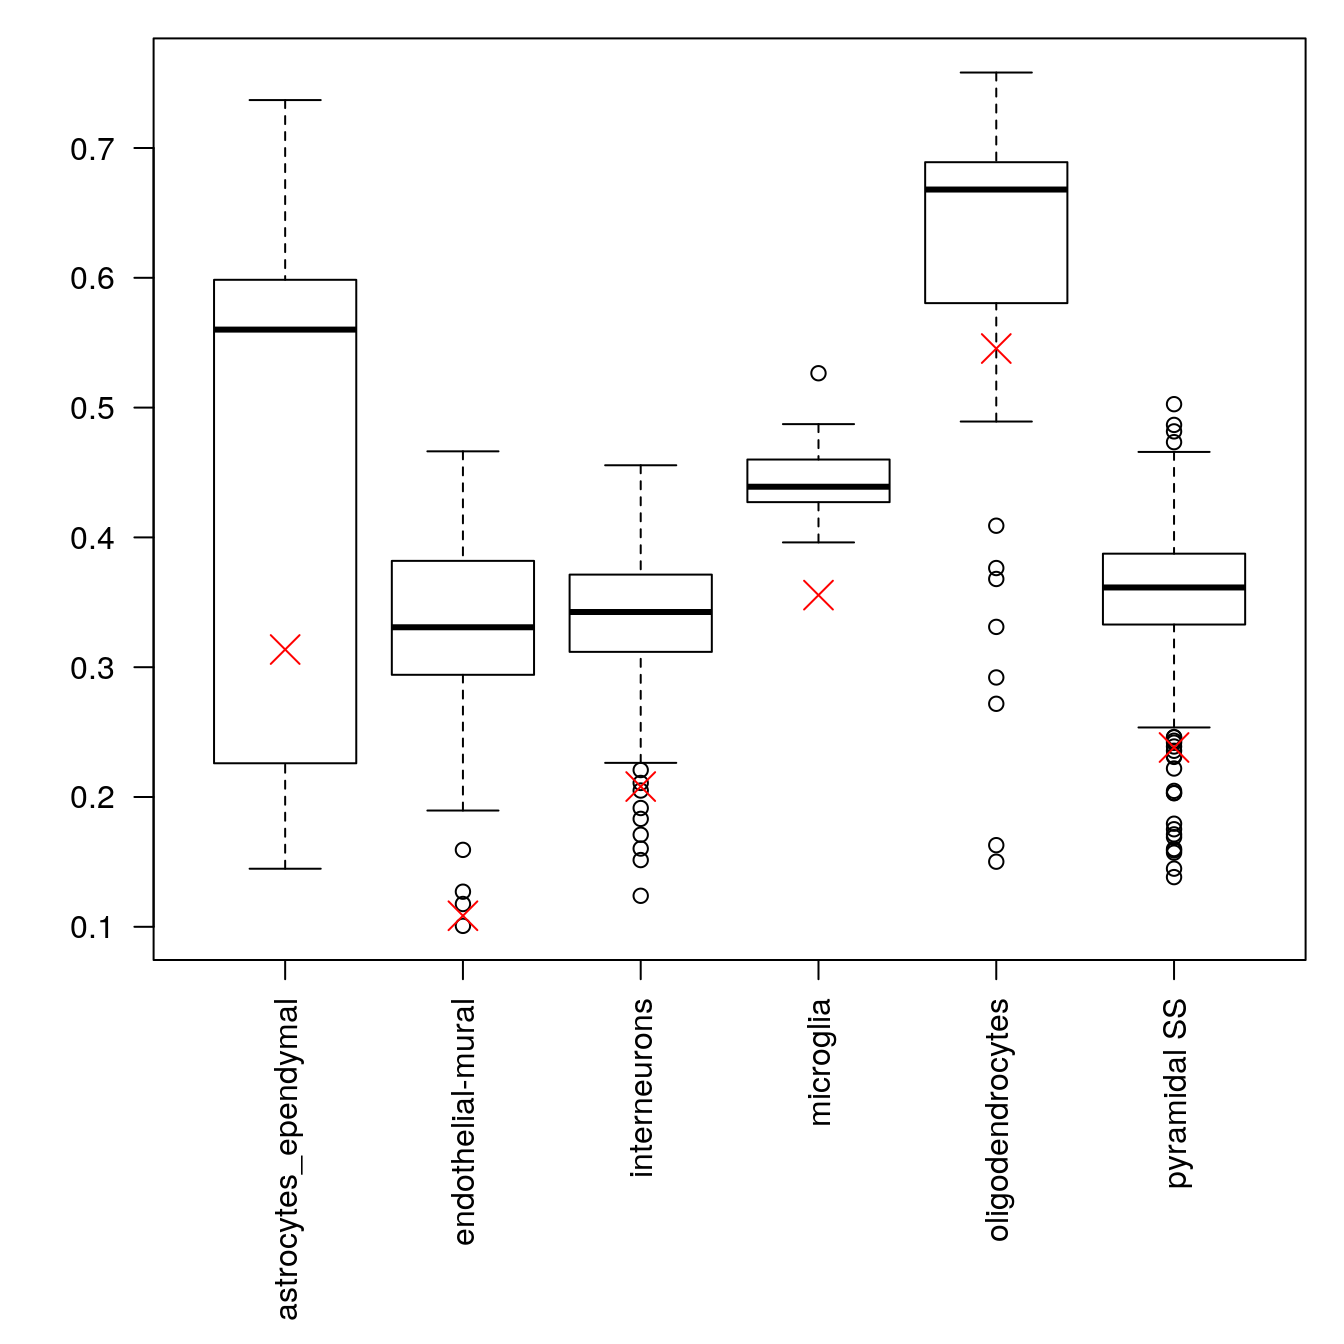 0.7
0.6
0.5
0.4
0.3
0.2
0.1
astrocytes_ependymal
endothelial-mural
interneurons
microglia
oligodendrocytes
pyramidal SS